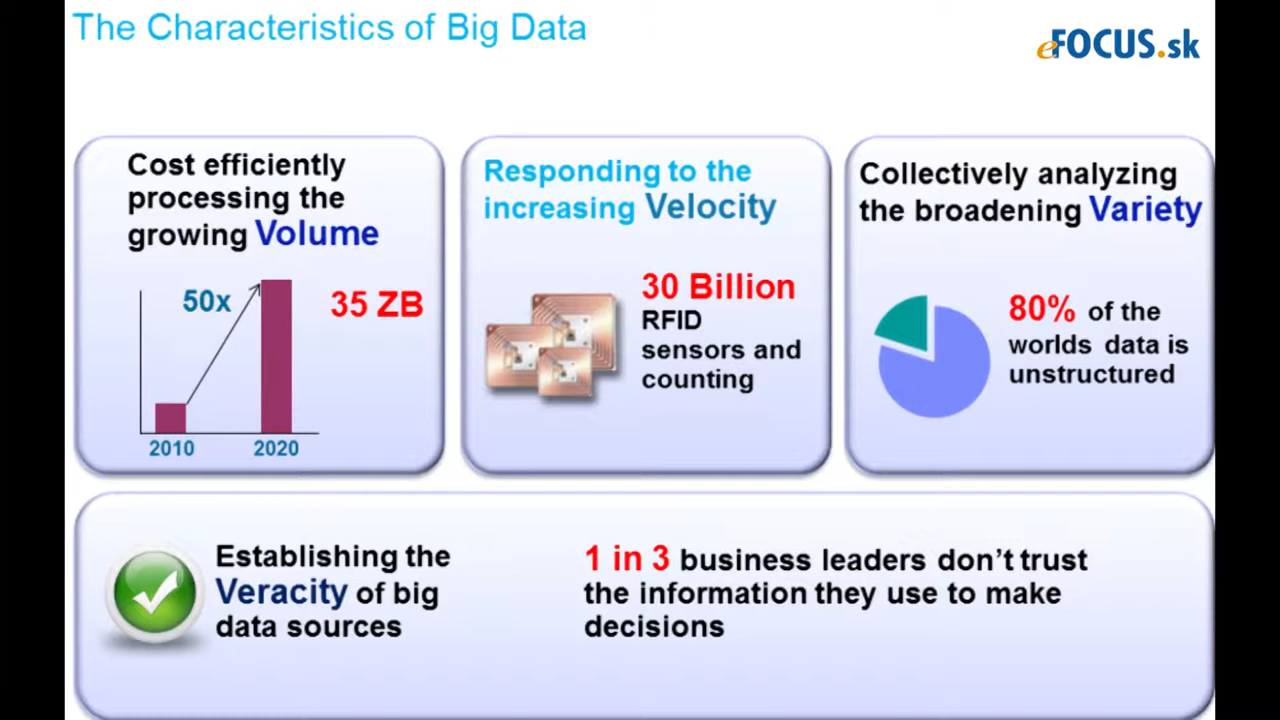 The Characteristics of Big Data
eFOCUS.sk
Cost efficiently
processing the
growing Volume
50x
35 ZB
2010
2020
Responding to the
increasing Velocity
30 Billion
RFID
sensors and
counting
Collectively analyzing
the broadening Variety
80% of the
worlds data is
unstructured
Establishing the
Veracity of big
data sources
1 in 3 business leaders don't trust
the information they use to make
decisions